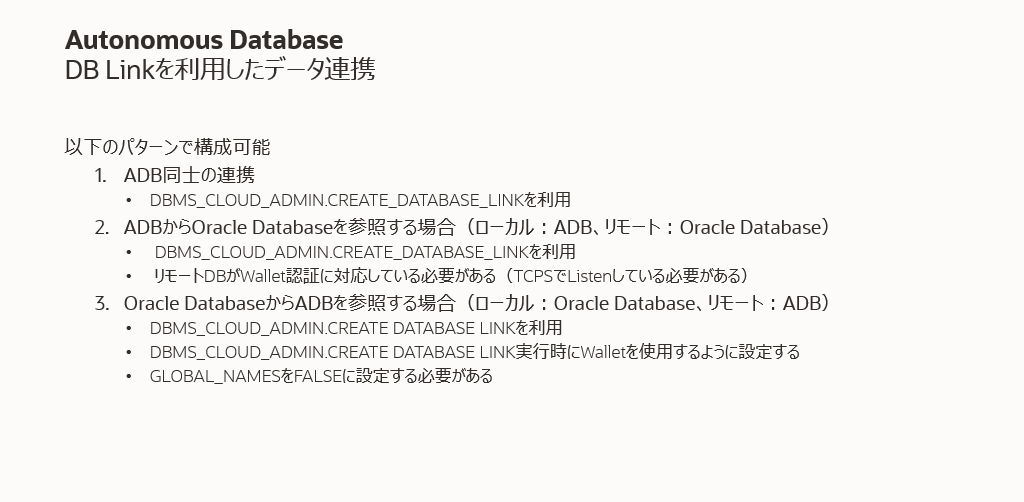 Autonomous Database
DB Linkを利用したデータ連携
以下のパターンで構成可能
1. ADB同士の連携
• DBMS_CLOUD_ADMIN.CREATE_DATABASE_LINKを利用
2. ADBからOracle Databaseを参照する場合（ローカル：ADB、リモート：Oracle Database）
• DBMS_CLOUD_ADMIN.CREATE_DATABASE_LINKを利用
• リモートDBがWallet認証に対応している必要がある（TCPSでListenしている必要がある）
3. Oracle DatabaseからADBを参照する場合（ローカル：Oracle Database、リモート：ADB）
• DBMS_CLOUD_ADMIN.CREATE DATABASE LINKを利用
• DBMS_CLOUD_ADMIN.CREATE DATABASE LINK実行時にWalletを使用するように設定する
• GLOBAL_NAMESをFALSEに設定する必要がある